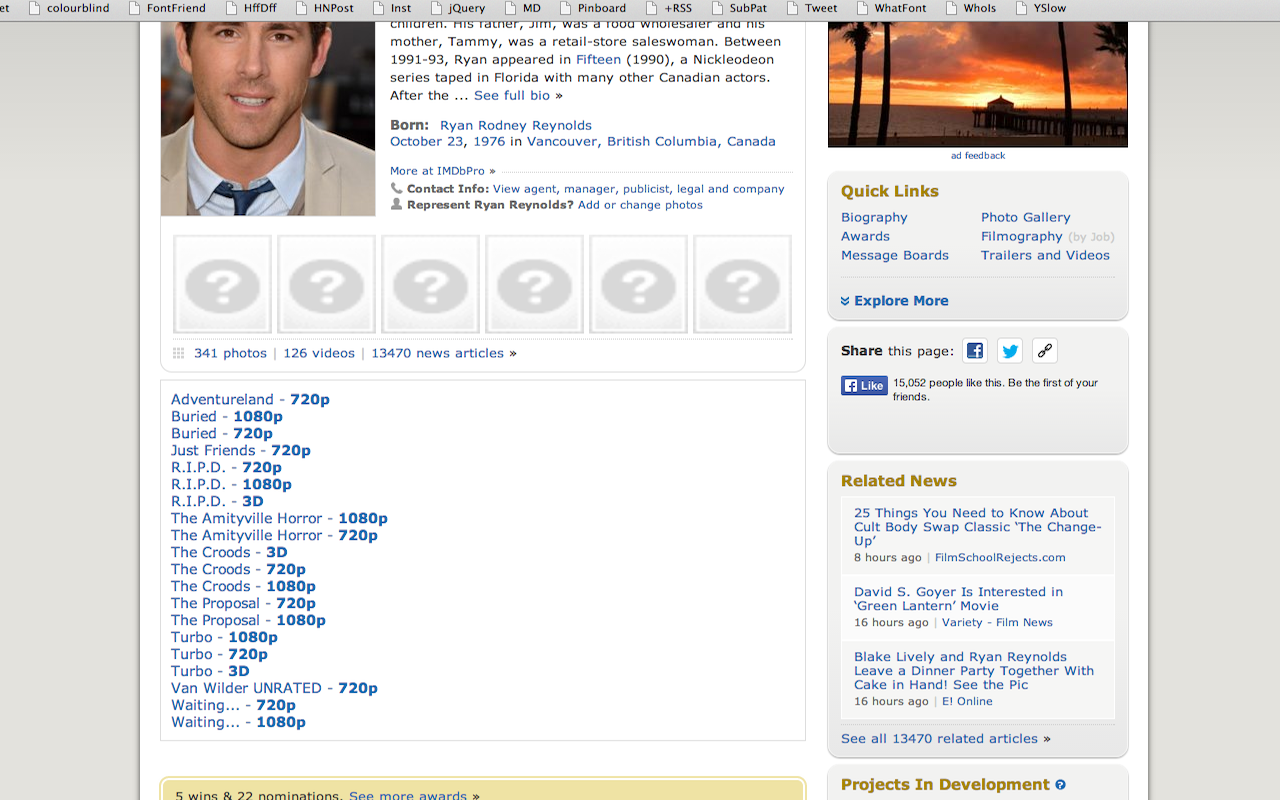 et colourblind FontFriend HffDff HNPost Inst jQuery MD Pinboard +RSS SubPat Tweet WhatFont WhoIs YSlow
children. His father, Jim, was a food wholesaler and his
mother, Tammy, was a retail-store saleswoman. Between
1991-93, Ryan appeared in Fifteen (1990), a Nickleodeon
series taped in Florida with many other Canadian actors.
After the ... See full bio »
Born: Ryan Rodney Reynolds
October 23, 1976 in Vancouver, British Columbia, Canada
More at IMDbPro »
Contact Info: View agent, manager, publicist, legal and company
Represent Ryan Reynolds? Add or change photos
341 photos | 126 videos | 13470 news articles »
Adventureland - 720p
Buried - 1080p
Buried - 720p
Just Friends - 720p
R.I.P.D. - 720p
R.I.P.D. - 1080p
R.I.P.D. - 3D
The Amityville Horror - 1080p
The Amityville Horror - 720p
The Croods - 3D
The Croods - 720p
The Croods - 1080p
The Proposal - 720p
The Proposal - 1080p
Turbo - 1080p
Turbo - 720p
Turbo - 3D
Van Wilder UNRATED - 720p
Waiting... - 720p
Waiting... - 1080p
5 wins & 22 nominations. See more awards »
ad feedback
Quick Links
Biography Photo Gallery
Awards Filmography (by Job)
Message Boards Trailers and Videos
Explore More
Share this page:
Like 15,052 people like this. Be the first of your
friends.
Related News
25 Things You Need to Know About
Cult Body Swap Classic ‘The Change-
Up’
8 hours ago | FilmSchoolRejects.com
David S. Goyer Is Interested in
‘Green Lantern’ Movie
16 hours ago | Variety - Film News
Blake Lively and Ryan Reynolds
Leave a Dinner Party Together With
Cake in Hand! See the Pic
16 hours ago | E! Online
See all 13470 related articles »
Projects In Development ?